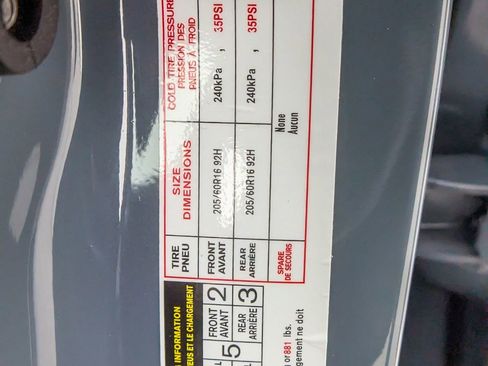 INFORMATION
PNEUS ET LE CHARGEMENT
5
FRONT
AVANT 2
REAR
ARRIÈRE 3
or 881 lbs.
ne doit
TIRE
PNEU
SIZE
DIMENSIONS
COLD TIRE PRESSURE
PRESSION DES
PNEUS À FROID
FRONT
AVANT
205/60R16 92H
240kPa , 35PSI
REAR
ARRIÈRE
205/60R16 92H
240kPa , 35PSI
SPARE
DE SECOURS
None
Aucun